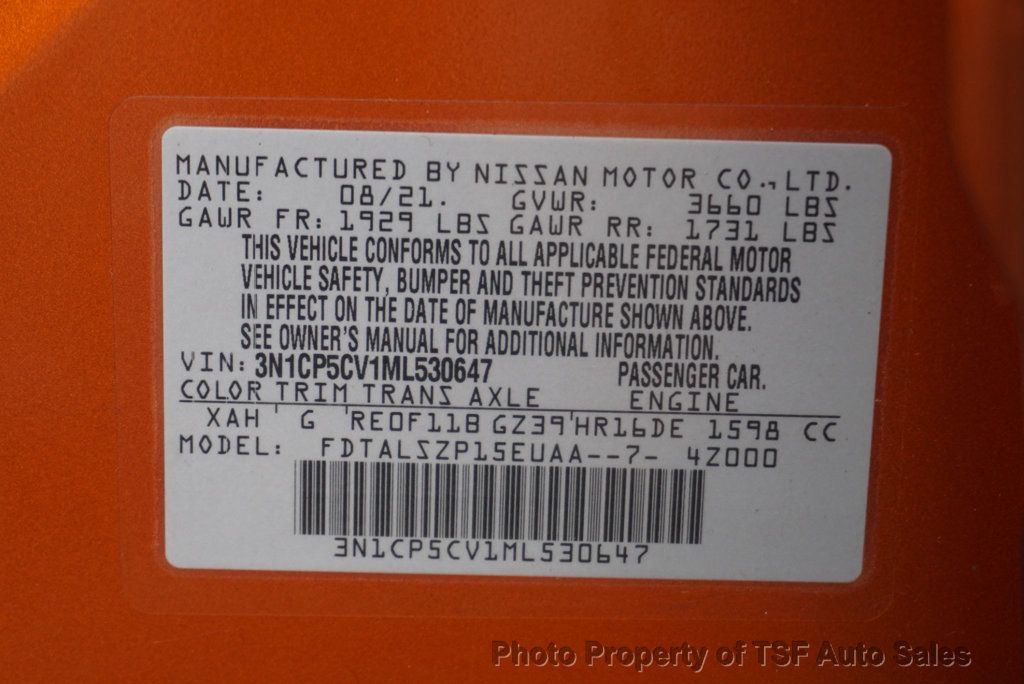 MANUFACTURED BY NISSAN MOTOR CO.,LTD.
DATE: 08/21. GVWR: 3660 LBS
GAWR FR: 1929 LBS GAWR RR: 1731 LBS
THIS VEHICLE CONFORMS TO ALL APPLICABLE FEDERAL MOTOR
VEHICLE SAFETY, BUMPER AND THEFT PREVENTION STANDARDS
IN EFFECT ON THE DATE OF MANUFACTURE SHOWN ABOVE.
SEE OWNER'S MANUAL FOR ADDITIONAL INFORMATION.
VIN: 3N1CP5CV1ML530647 PASSENGER CAR.
COLOR TRIM TRANS AXLE ENGINE
XAH G RE0F11B GZ39 HR16DE 1598 CC
MODEL: FDTALSZP15EUAA--7- 4Z000
3N1CP5CV1ML530647
Photo Property of TSF Auto Sales